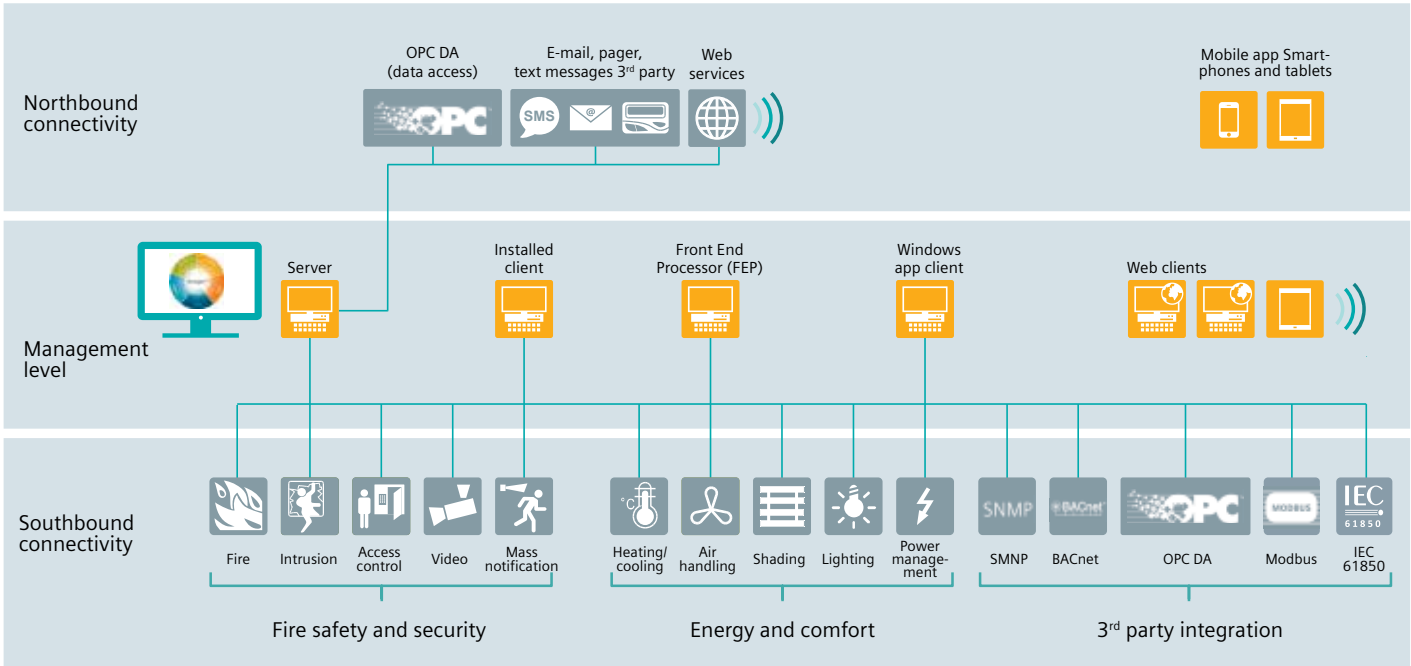 OPC DA
(data access)
E-mail, pager,
text messages 3rd party
Web
services
Mobile app Smart-
phones and tablets
Northbound
connectivity
OPC
SMS
@
Server
Installed
client
Front End
Processor (FEP)
Windows
app client
Web clients
Management
level
Southbound
connectivity
°C
SNMP
BACnet
OPC
MODBUS
IEC
61850
Fire
Intrusion
Access
control
Video
Mass
notification
Heating/
cooling
Air
handling
Shading
Lighting
Power
manage-
ment
SMNP
BACnet
OPC DA
Modbus
IEC
61850
Fire safety and security
Energy and comfort
3rd party integration